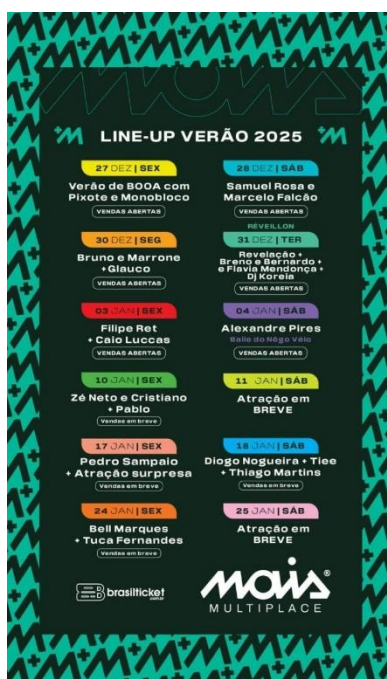 mais
+M LINE-UP VERÃO 2025 +M
27 DEZ | SEX
Verão de BOOA com
Pixote e Monobloco
VENDAS ABERTAS
28 DEZ | SÁB
Samuel Rosa e
Marcelo Falcão
VENDAS ABERTAS
30 DEZ | SEG
Bruno e Marrone
+Glauco
VENDAS ABERTAS
RÉVEILLON
31 DEZ | TER
Revelação +
Breno e Bernardo +
e Flavia Mendonça +
Dj Koreia
VENDAS ABERTAS
03 JAN | SEX
Filipe Ret
+ Caio Luccas
VENDAS ABERTAS
04 JAN | SÁB
Alexandre Pires
Baile do Nêgo Véio
VENDAS ABERTAS
10 JAN | SEX
Zé Neto e Cristiano
+ Pablo
Vendas em breve
11 JAN | SÁB
Atração em
BREVE
17 JAN | SEX
Pedro Sampaio
+ Atração surpresa
Vendas em breve
18 JAN | SÁB
Diogo Nogueira + Tiee
+ Thiago Martins
Vendas em breve
24 JAN | SEX
Bell Marques
+ Tuca Fernandes
Vendas em breve
25 JAN | SÁB
Atração em
BREVE
brasilticket
.com.br
mais®
MULTIPLACE